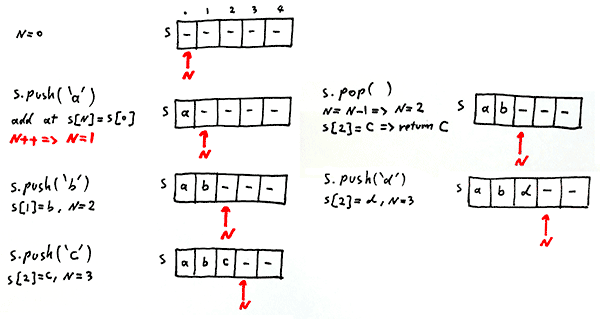 0 1 2 3 4
N=0
S - - - - -
N
S.push('a')
add at S[N]=S[0]
N++=> N=1
S a - - - -
N
S.push('b')
S[1]=b, N=2
S a b - - -
N
S.push('c')
S[2]=c, N=3
S a b c - -
N
S.pop( )
N= N-1=> N=2
S[2]=C => return C
S a b - - -
N
S.push('d')
S[2]=d, N=3
S a b d - -
N